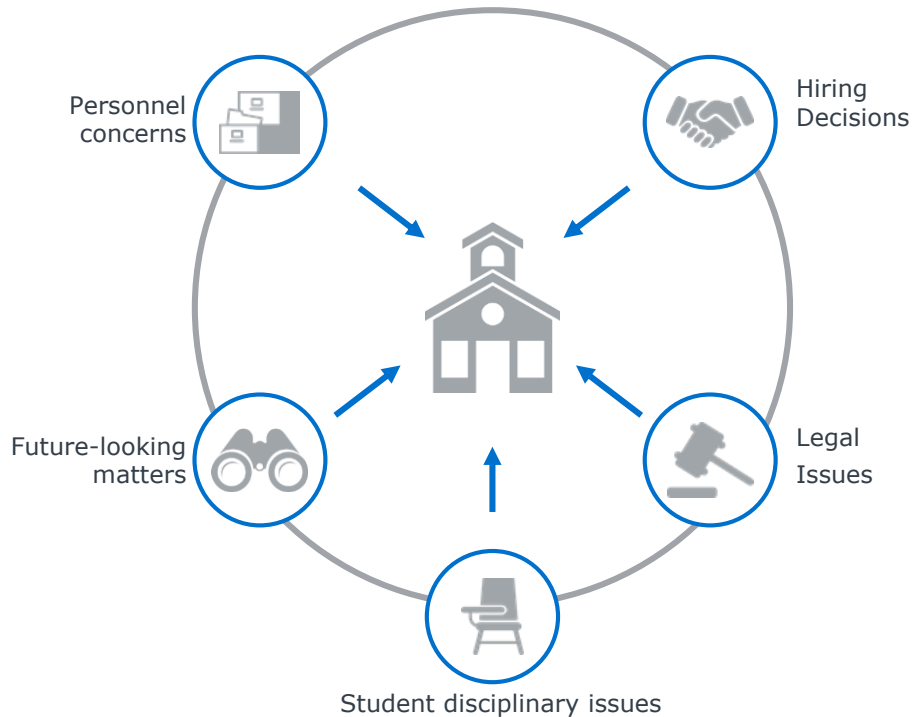 Personnel
concerns
Hiring
Decisions
Future-looking
matters
Legal
Issues
Student disciplinary issues